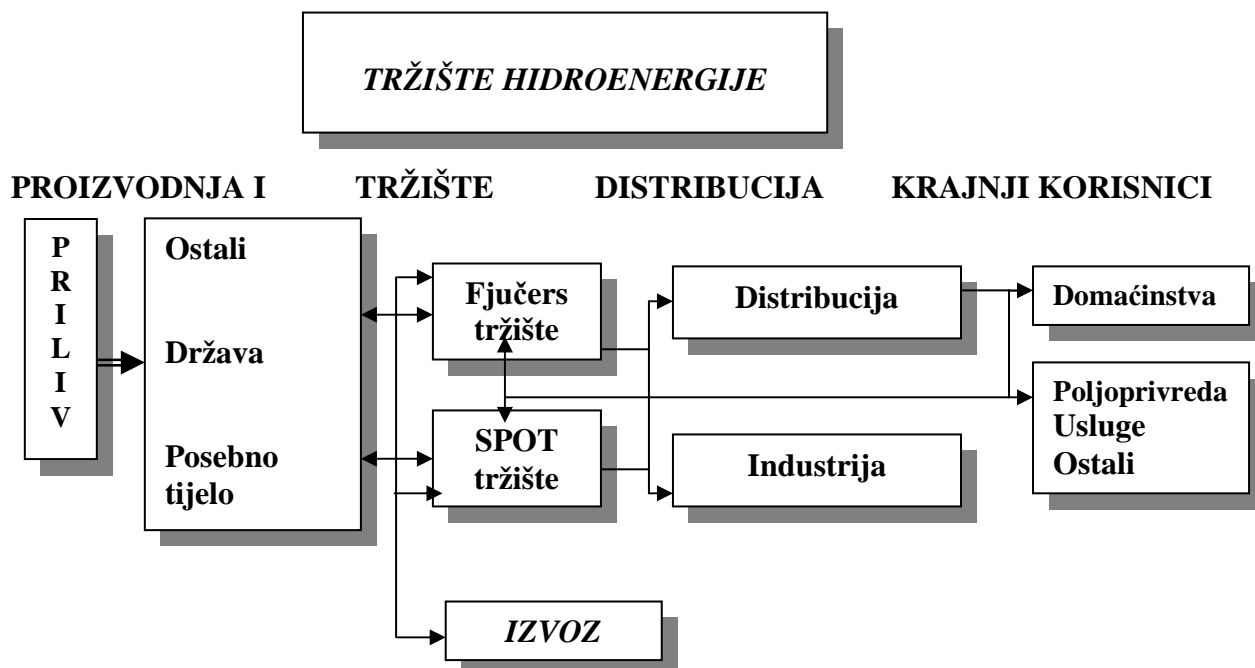 TRŽIŠTE HIDROENERGIJE
PROIZVODNJA I TRŽIŠTE DISTRIBUCIJA KRAJNJI KORISNICI
P
R
I
L
I
V
Ostali
Država
Posebno
tijelo
Fjučers
tržište
SPOT
tržište
IZVOZ
Distribucija
Industrija
Domaćinstva
Poljoprivreda
Usluge
Ostali